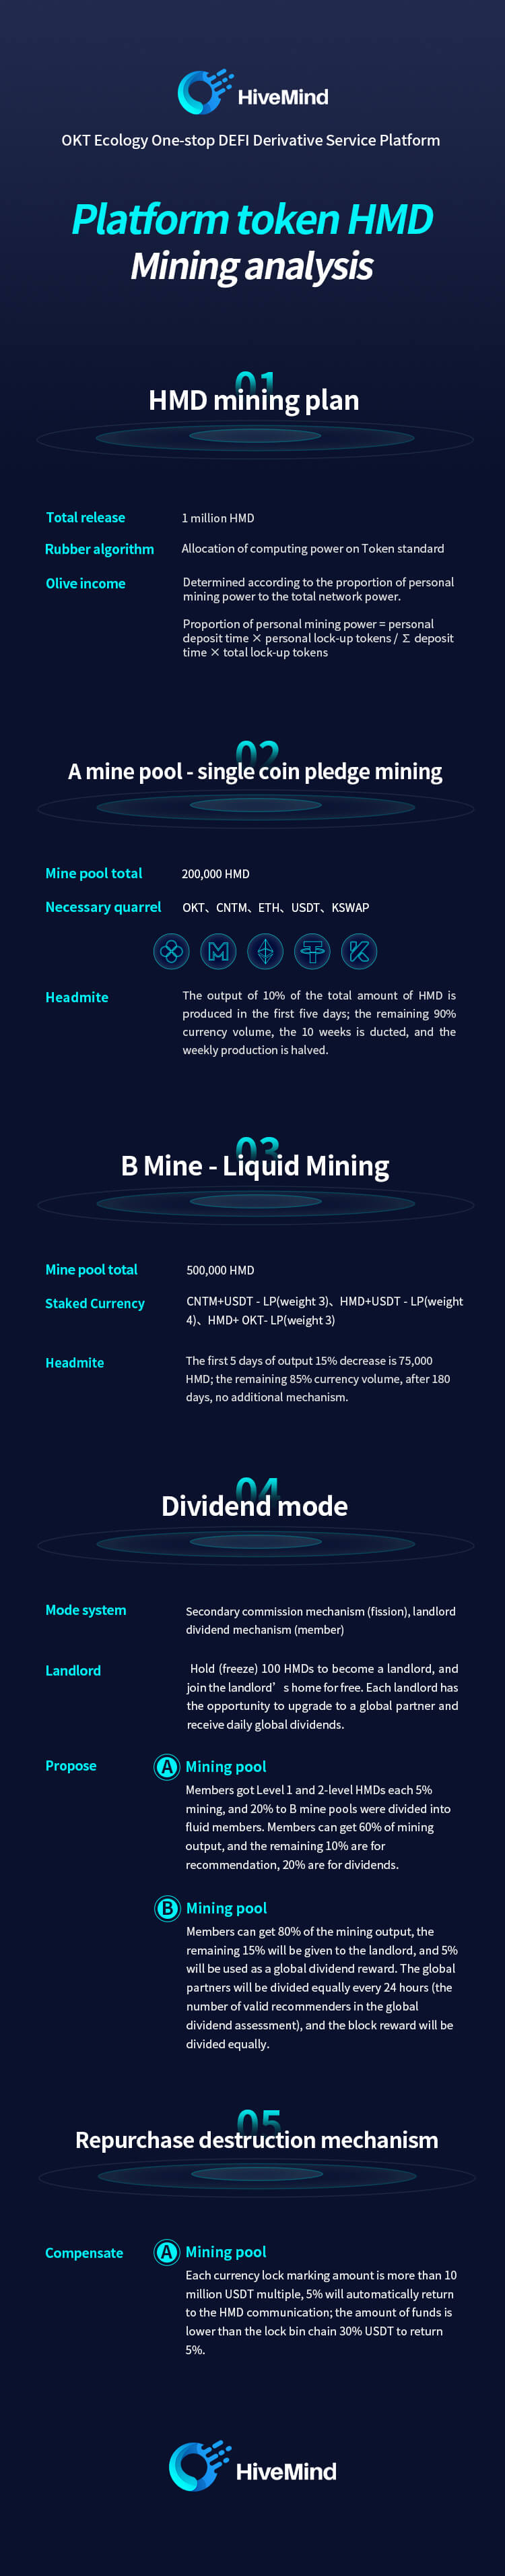 HiveMind
OKT Ecology One-stop DEFI Derivative Service Platform
Platform token HMD
Mining analysis
01
HMD mining plan
Total release
1 million HMD
Rubber algorithm
Allocation of computing power on Token standard
Olive income
Determined according to the proportion of personal
mining power to the total network power.
Proportion of personal mining power = personal
deposit time × personal lock-up tokens / Σ deposit
time × total lock-up tokens
02
A mine pool - single coin pledge mining
Mine pool total
200,000 HMD
Necessary quarrel
OKT、CNTM、ETH、USDT、KSWAP
Headmite
The output of 10% of the total amount of HMD is
produced in the first five days; the remaining 90%
currency volume, the 10 weeks is ducted, and the
weekly production is halved.
03
B Mine - Liquid Mining
Mine pool total
500,000 HMD
Staked Currency
CNTM+USDT - LP(weight 3)、HMD+USDT - LP(weight
4)、HMD+ OKT- LP(weight 3)
Headmite
The first 5 days of output 15% decrease is 75,000
HMD; the remaining 85% currency volume, after 180
days, no additional mechanism.
04
Dividend mode
Mode system
Secondary commission mechanism (fission), landlord
dividend mechanism (member)
Landlord
Hold (freeze) 100 HMDs to become a landlord, and
join the landlord’s home for free. Each landlord has
the opportunity to upgrade to a global partner and
receive daily global dividends.
Propose
A Mining pool
Members got Level 1 and 2-level HMDs each 5%
mining, and 20% to B mine pools were divided into
fluid members. Members can get 60% of mining
output, and the remaining 10% are for
recommendation, 20% are for dividends.
B Mining pool
Members can get 80% of the mining output, the
remaining 15% will be given to the landlord, and 5%
will be used as a global dividend reward. The global
partners will be divided equally every 24 hours (the
number of valid recommenders in the global
dividend assessment), and the block reward will be
divided equally.
05
Repurchase destruction mechanism
Compensate
A Mining pool
Each currency lock marking amount is more than 10
million USDT multiple, 5% will automatically return
to the HMD communication; the amount of funds is
lower than the lock bin chain 30% USDT to return
5%.
HiveMind